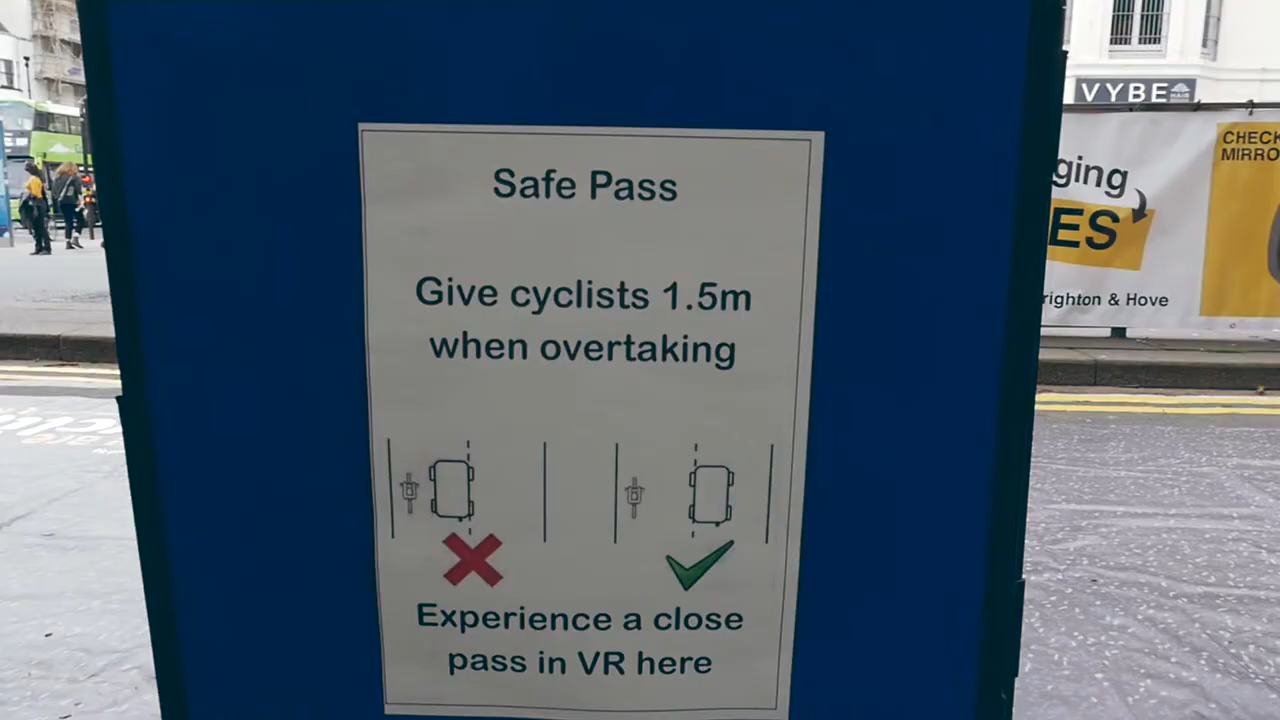 Safe Pass
Give cyclists 1.5m
when overtaking
Experience a close
pass in VR here
VYBE
CHECK
MIRRO
ging
ES
righton & Hove